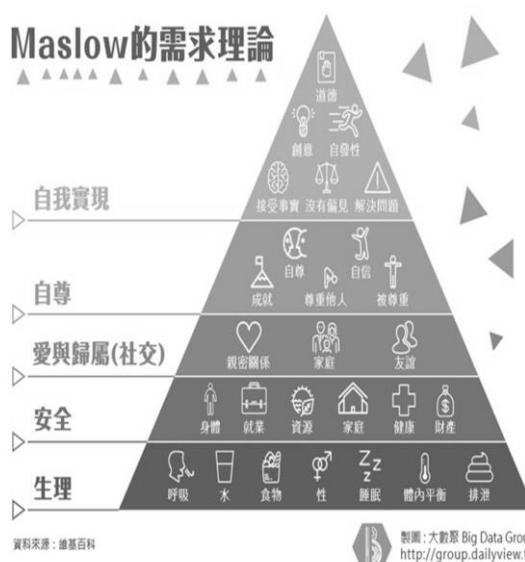 Maslow的需求理論
道德
創意 自發性
接受事實 沒有偏見 解決問題
自我實現
自尊 自信
成就 尊重他人 被尊重
自尊
親密關係 家庭 友誼
愛與歸屬(社交)
身體 就業 資源 家庭 健康 財產
安全
呼吸 水 食物 性 睡眠 體內平衡 排泄
生理
資料來源：維基百科
製圖：大數聚 Big Data Grou
http://group.dailyview.t